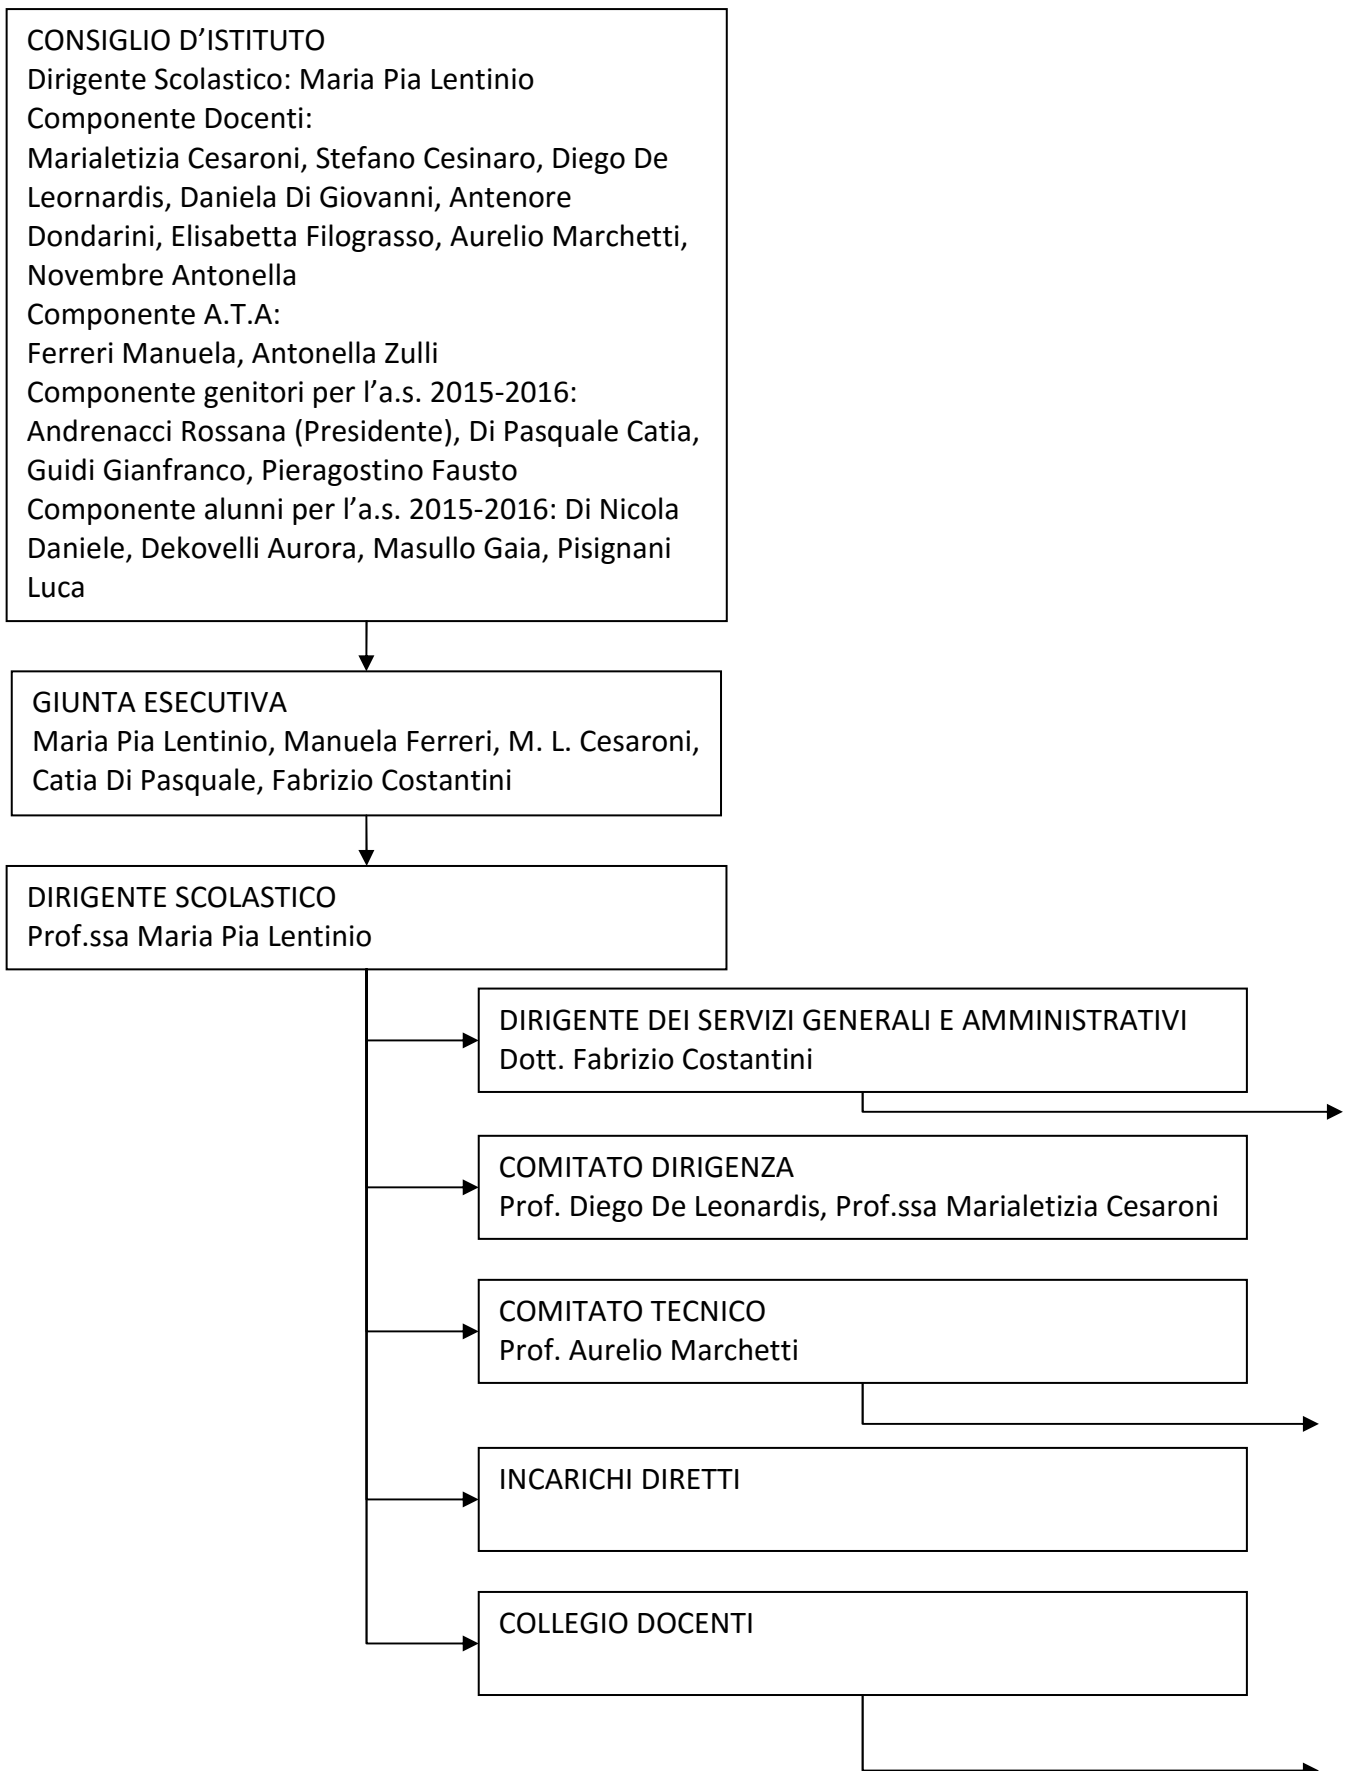 CONSIGLIO D’ISTITUTO
Dirigente Scolastico: Maria Pia Lentinio
Componente Docenti:
Marialetizia Cesaroni, Stefano Cesinaro, Diego De
Leornardis, Daniela Di Giovanni, Antenore
Dondarini, Elisabetta Filograsso, Aurelio Marchetti,
Novembre Antonella
Componente A.T.A:
Ferreri Manuela, Antonella Zulli
Componente genitori per l’a.s. 2015-2016:
Andrenacci Rossana (Presidente), Di Pasquale Catia,
Guidi Gianfranco, Pieragostino Fausto
Componente alunni per l’a.s. 2015-2016: Di Nicola
Daniele, Dekovelli Aurora, Masullo Gaia, Pisignani
Luca
GIUNTA ESECUTIVA
Maria Pia Lentinio, Manuela Ferreri, M. L. Cesaroni,
Catia Di Pasquale, Fabrizio Costantini
DIRIGENTE SCOLASTICO
Prof.ssa Maria Pia Lentinio
DIRIGENTE DEI SERVIZI GENERALI E AMMINISTRATIVI
Dott. Fabrizio Costantini
COMITATO DIRIGENZA
Prof. Diego De Leonardis, Prof.ssa Marialetizia Cesaroni
COMITATO TECNICO
Prof. Aurelio Marchetti
INCARICHI DIRETTI
COLLEGIO DOCENTI